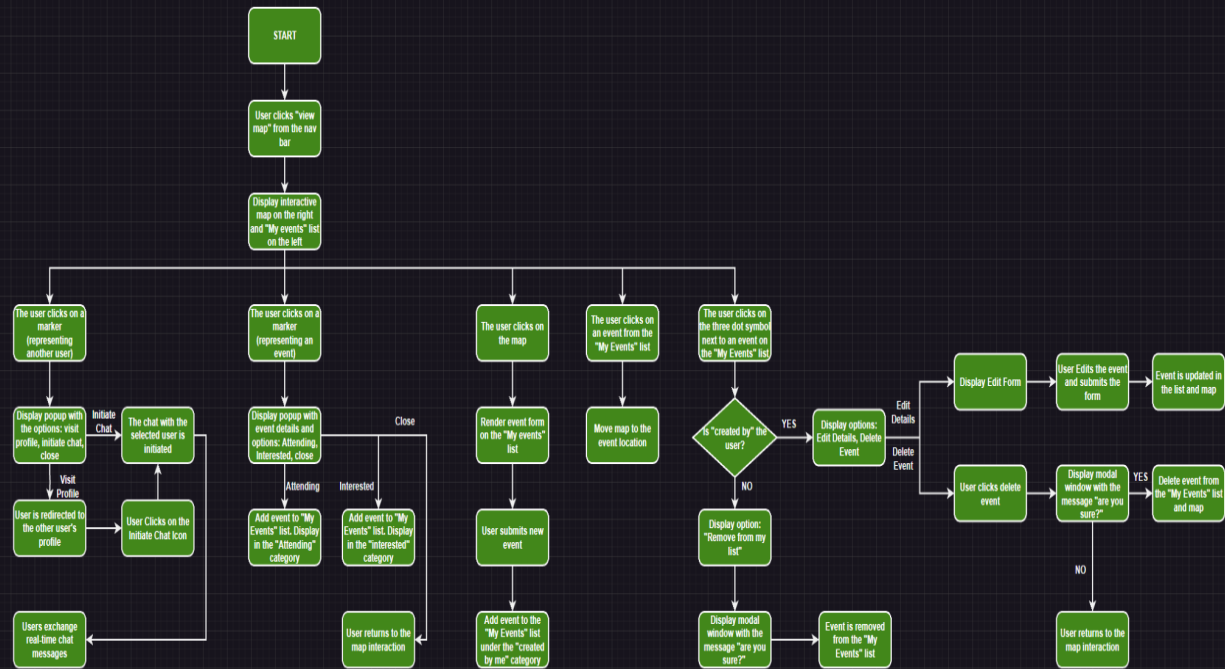 START
User clicks "view
map" from the nav
bar
Display interactive
map on the right
and "My events" list
on the left
The user clicks on a
marker
(representing
another user)
The user clicks on a
marker
(representing an
event)
The user clicks on
the map
The user clicks on
an event from the
"My Events" list
The user clicks on
the three dot symbol
next to an event on
the "My Events" list
Display popup with
the options: visit
profile, initiate chat,
close
Initiate
Chat
The chat with the
selected user is
initiated
Visit
Profile
User is redirected to
the other user's
profile
User Clicks on the
Initiate Chat Icon
Users exchange
real-time chat
messages
Display popup with
event details and
options: Attending,
Interested, close
Close
Attending
Interested
Add event to "My
Events" list. Display
in the "Attending"
category
Add event to "My
Events" list. Display
in the "interested"
category
User returns to the
map interaction
Render event form
on the "My events"
list
User submits new
event
Add event to the
"My Events" list
under the "created
by me" category
Move map to the
event location
Is "created by" the
user?
YES
NO
Display option:
"Remove from my
list"
Display modal
window with the
message "are you
sure?"
Event is removed
from the "My
Events" list
Display options:
Edit Details, Delete
Event
Edit
Details
Delete
Event
Display Edit Form
User Edits the event
and submits the
form
Event is updated in
the list and map
User clicks delete
event
Display modal
window with the
message "are you
sure?"
YES
Delete event from
the "My Events" list
and map
NO
User returns to the
map interaction